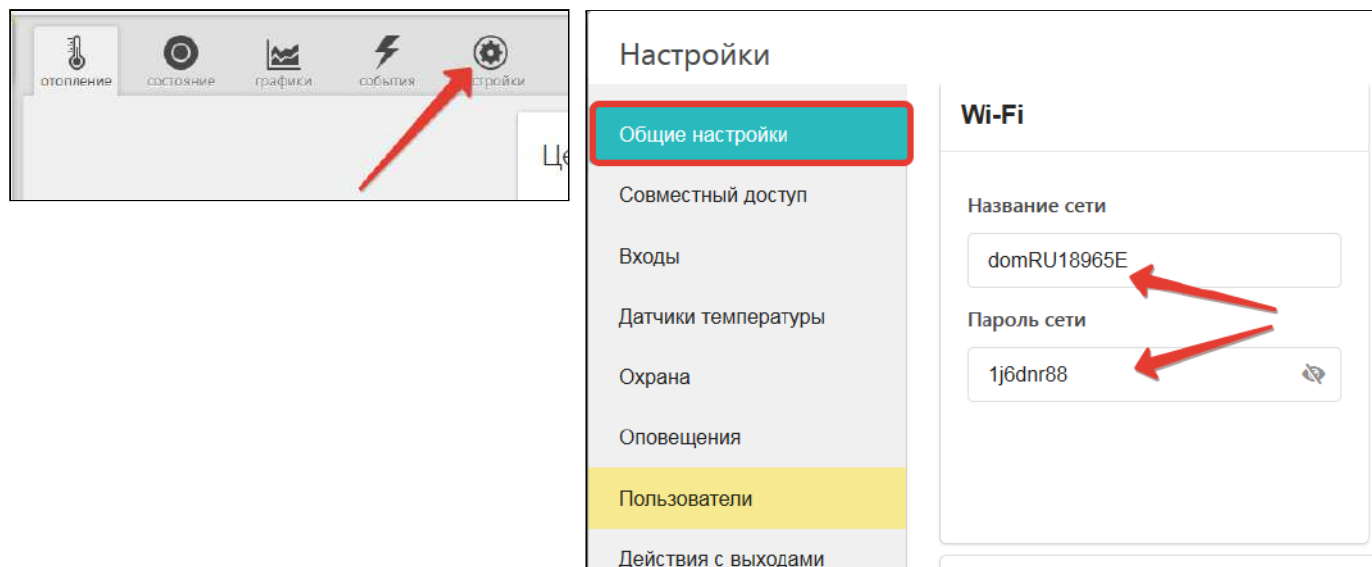 отопление
состояние
графики
события
стройки
Це
Настройки
Общие настройки
Совместный доступ
Входы
Датчики температуры
Охрана
Оповещения
Пользователи
Действия с выходами
Wi-Fi
Название сети
domRU18965E
Пароль сети
1j6dnr88